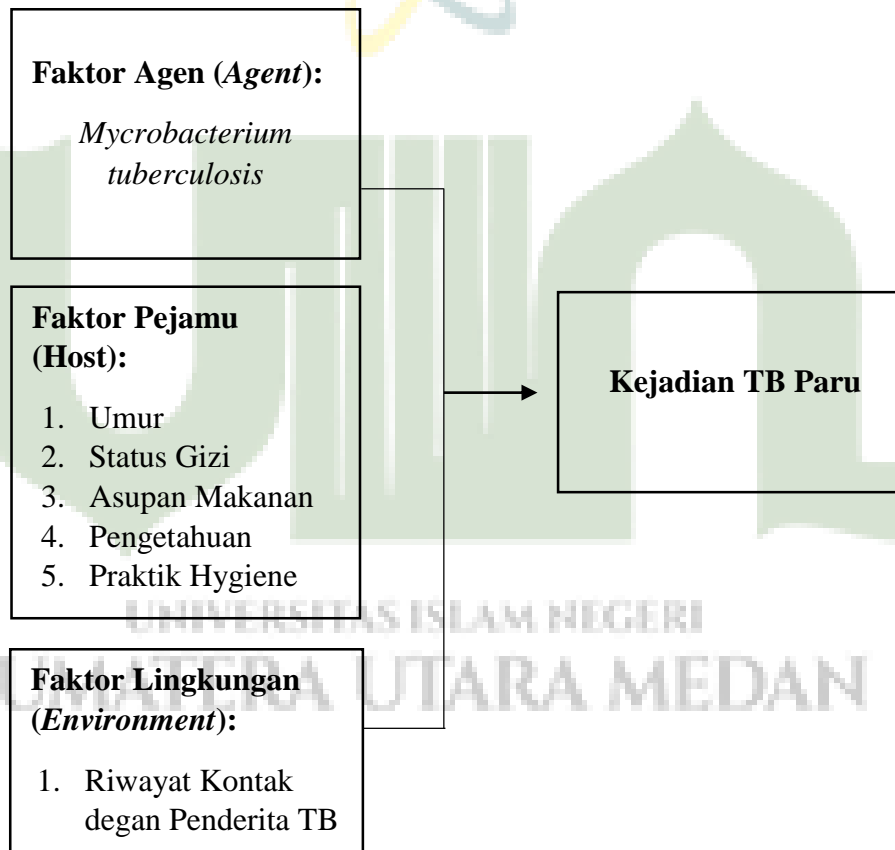 Faktor Agen (Agent):
Mycrobacterium
tuberculosis
Faktor Pejamu
(Host):
1. Umur
2. Status Gizi
3. Asupan Makanan
4. Pengetahuan
5. Praktik Hygiene
Kejadian TB Paru
UNIVERSITAS ISLAM NEGERI
SUMATERA UTARA MEDAN
Faktor Lingkungan
(Environment):
1. Riwayat Kontak
degan Penderita TB